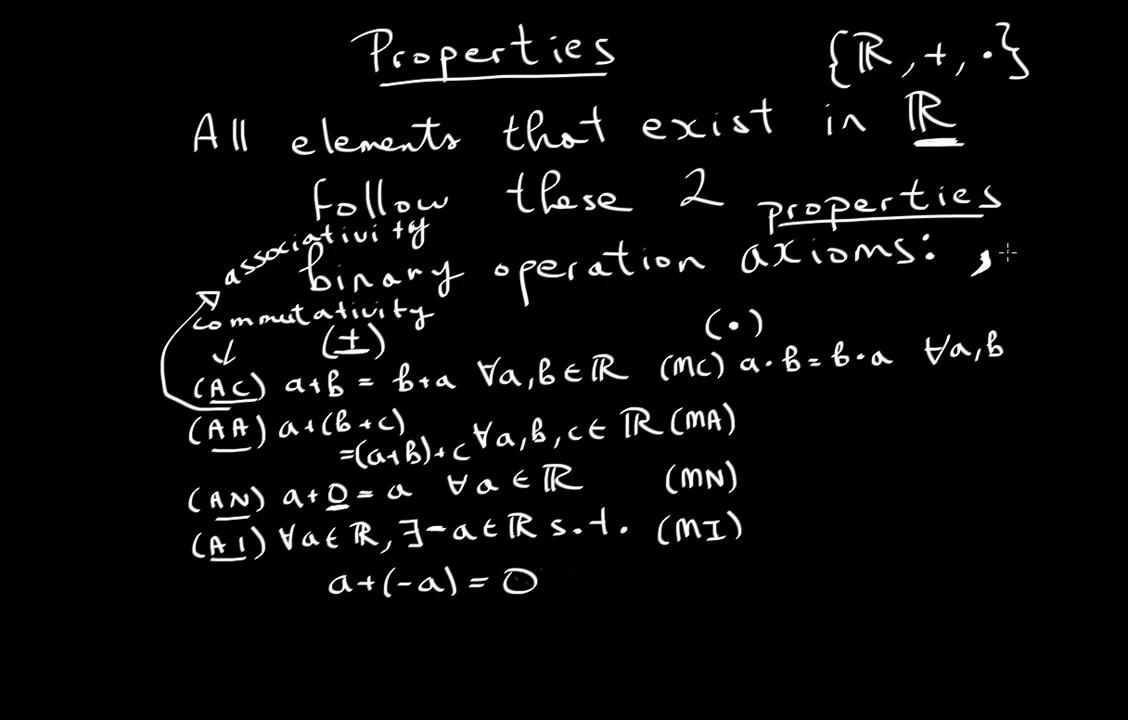 Properties
{ℝ, +, ·}
All elements that exist in ℝ
follow these 2 properties
associativity
binary operation axioms:
commutativity
(+) (·)
(AC) a+b = b+a ∀a,b∈ℝ (MC) a·b=b·a ∀a,b
(AA) a+(b+c)
=(a+b)+c ∀a,b,c∈ ℝ (MA)
(AN) a+0=a ∀a∈ℝ (MN)
(AI) ∀a∈ℝ, ∃-a∈ℝ s.t. (MI)
a+(-a)=0